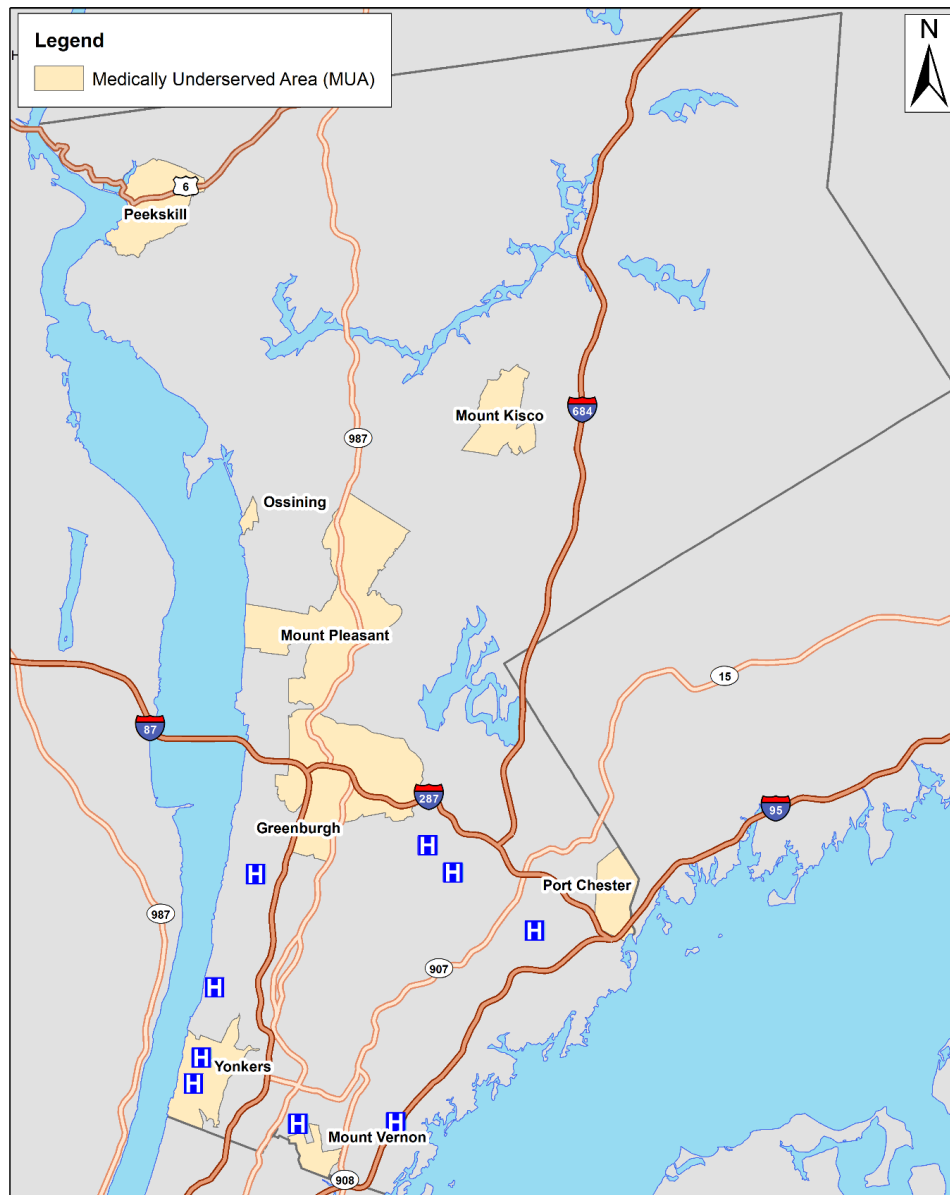 Legend
Medically Underserved Area (MUA)
N
6
Peekskill
Mount Kisco
684
987
Ossining
Mount Pleasant
15
87
287
95
Greenburgh
H
H
H
Port Chester
987
H
907
H
H
Yonkers
H
H
H
Mount Vernon
908